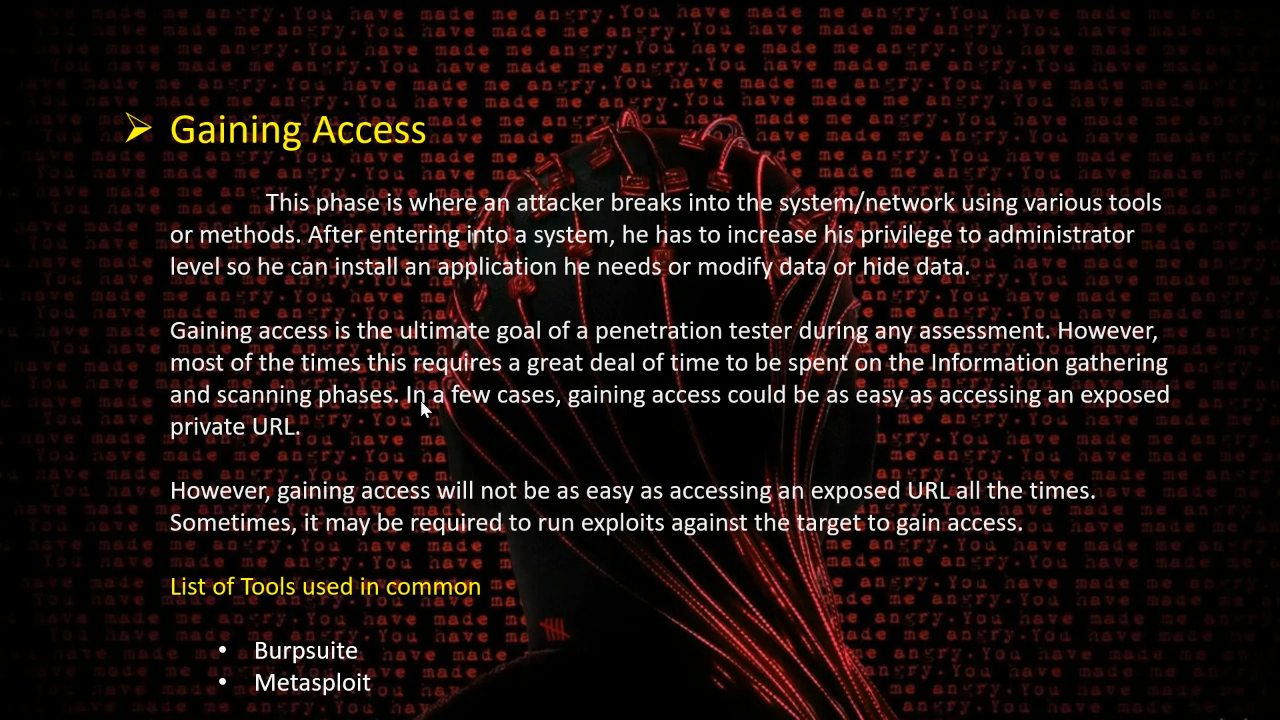 ➢ Gaining Access
This phase is where an attacker breaks into the system/network using various tools
or methods. After entering into a system, he has to increase his privilege to administrator
level so he can install an application he needs or modify data or hide data.
Gaining access is the ultimate goal of a penetration tester during any assessment. However,
most of the times this requires a great deal of time to be spent on the Information gathering
and scanning phases. In a few cases, gaining access could be as easy as accessing an exposed
private URL.
However, gaining access will not be as easy as accessing an exposed URL all the times.
Sometimes, it may be required to run exploits against the target to gain access.
List of Tools used in common
• Burpsuite
• Metasploit